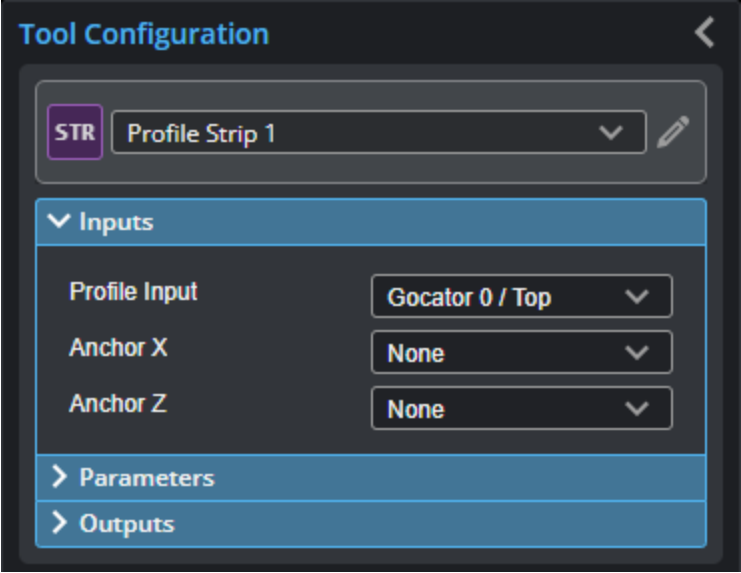 Tool Configuration
STR Profile Strip 1
Inputs
Profile Input Gocator 0 / Top
Anchor X None
Anchor Z None
Parameters
Outputs